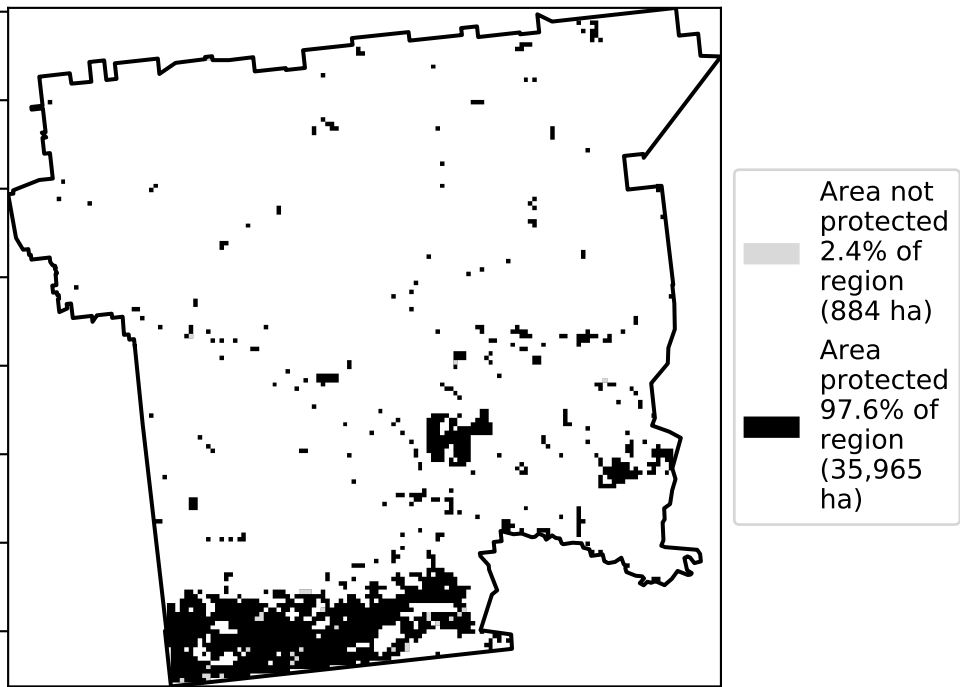 Area not
protected
2.4% of
region
(884 ha)
Area
protected
97.6% of
region
(35,965
ha)